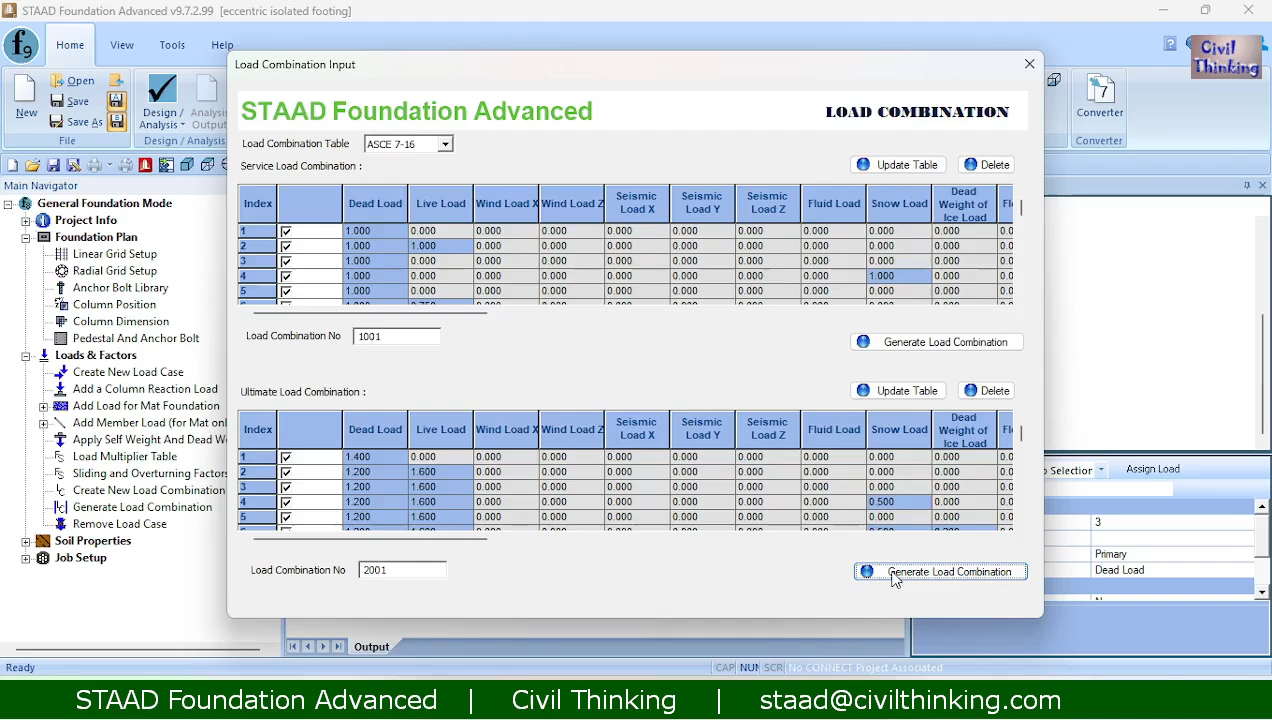 STAAD Foundation Advanced v9.7.2.99 [eccentric isolated footing]
Home View Tools Help
Civil Thinking
New
Open
Save
Save As
File
Design / Analysis
Analysis Output
Design / Analysis
Converter
Converter
Main Navigator
General Foundation Mode
Project Info
Foundation Plan
Linear Grid Setup
Radial Grid Setup
Anchor Bolt Library
Column Position
Column Dimension
Pedestal And Anchor Bolt
Loads & Factors
Create New Load Case
Add a Column Reaction Load
Add Load for Mat Foundation
Add Member Load (for Mat onl
Apply Self Weight And Dead W
Load Multiplier Table
Sliding and Overturning Factors
Create New Load Combination
Generate Load Combination
Remove Load Case
Soil Properties
Job Setup
Load Combination Input
STAAD Foundation Advanced LOAD COMBINATION
Load Combination Table ASCE 7-16
Service Load Combination : Update Table Delete
Index Dead Load Live Load Wind Load X Wind Load Z Seismic Load X Seismic Load Y Seismic Load Z Fluid Load Snow Load Dead Weight of Ice Load Fl
1 1.000 0.000 0.000 0.000 0.000 0.000 0.000 0.000 0.000 0.000 0.0
2 1.000 1.000 0.000 0.000 0.000 0.000 0.000 0.000 0.000 0.000 0.0
3 1.000 0.000 0.000 0.000 0.000 0.000 0.000 0.000 0.000 0.000 0.0
4 1.000 0.000 0.000 0.000 0.000 0.000 0.000 0.000 1.000 0.000 0.0
5 1.000 0.000 0.000 0.000 0.000 0.000 0.000 0.000 0.000 0.000 0.0
Load Combination No 1001 Generate Load Combination
Ultimate Load Combination : Update Table Delete
Index Dead Load Live Load Wind Load X Wind Load Z Seismic Load X Seismic Load Y Seismic Load Z Fluid Load Snow Load Dead Weight of Ice Load Fl
1 1.400 0.000 0.000 0.000 0.000 0.000 0.000 0.000 0.000 0.000 0.0
2 1.200 1.600 0.000 0.000 0.000 0.000 0.000 0.000 0.000 0.000 0.0
3 1.200 1.600 0.000 0.000 0.000 0.000 0.000 0.000 0.000 0.000 0.0
4 1.200 1.600 0.000 0.000 0.000 0.000 0.000 0.000 0.500 0.000 0.0
5 1.200 1.600 0.000 0.000 0.000 0.000 0.000 0.000 0.000 0.000 0.0
Load Combination No 2001 Generate Load Combination
Selection Assign Load
3
Primary
Dead Load
Output
Ready CAP NUM SCR No CONNECT Project Associated
STAAD Foundation Advanced | Civil Thinking | staad@civilthinking.com